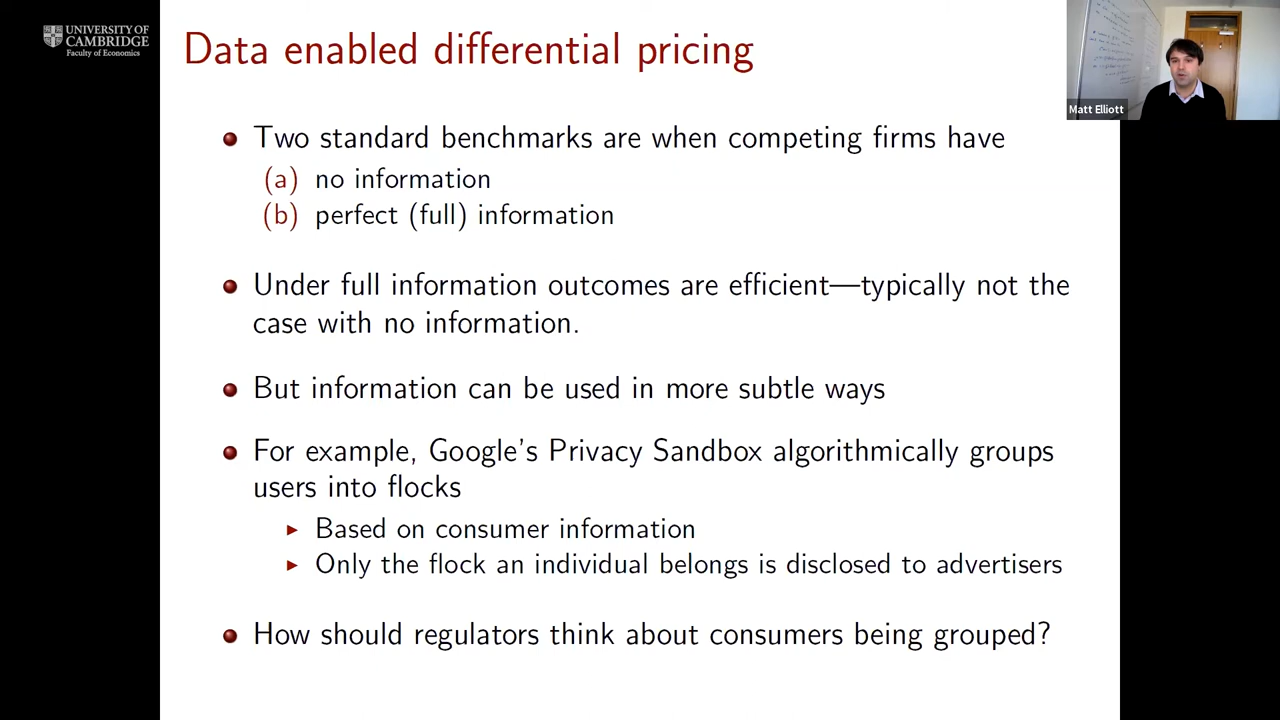 UNIVERSITY OF
CAMBRIDGE
Faculty of Economics
Data enabled differential pricing
Matt Elliott
Two standard benchmarks are when competing firms have
(a) no information
(b) perfect (full) information
Under full information outcomes are efficient—typically not the
case with no information.
But information can be used in more subtle ways
For example, Google's Privacy Sandbox algorithmically groups
users into flocks
Based on consumer information
Only the flock an individual belongs is disclosed to advertisers
How should regulators think about consumers being grouped?